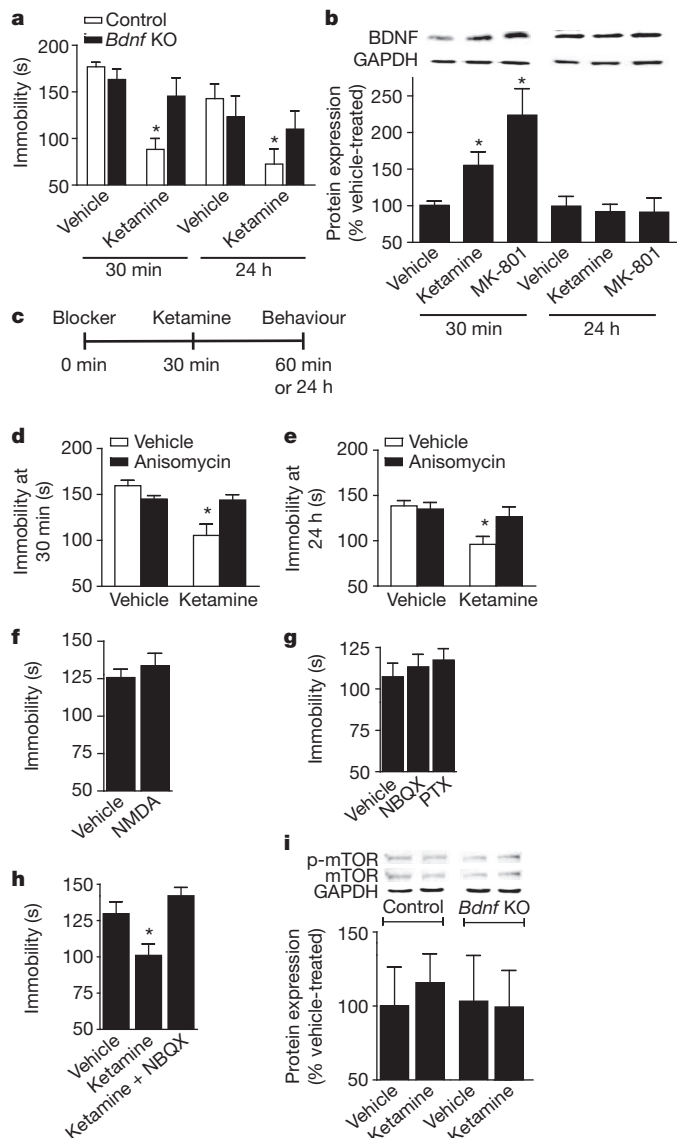 a
Control
Bdnf KO
Immobility (s)
200
150
100
50
Vehicle
Ketamine
Vehicle
Ketamine
30 min
24 h
b
BDNF
GAPDH
Protein expression
(% vehicle-treated)
250
200
150
100
50
*
*
*
*
Vehicle
Ketamine
MK-801
Vehicle
Ketamine
MK-801
30 min
24 h
c
Blocker
Ketamine
Behaviour
0 min
30 min
60 min
or 24 h
d
Vehicle
Anisomycin
Immobility at
30 min (s)
200
150
100
50
*
Vehicle
Ketamine
e
Vehicle
Anisomycin
Immobility at
24 h (s)
200
150
100
50
*
Vehicle
Ketamine
f
Immobility (s)
150
125
100
75
50
Vehicle
NMDA
g
Immobility (s)
125
100
75
50
Vehicle
NBQX
PTX
h
Immobility (s)
150
125
100
75
50
*
Vehicle
Ketamine
Ketamine + NBQX
i
p-mTOR
mTOR
GAPDH
Control
Bdnf KO
Protein expression
(% vehicle-treated)
150
100
50
Vehicle
Ketamine
Vehicle
Ketamine